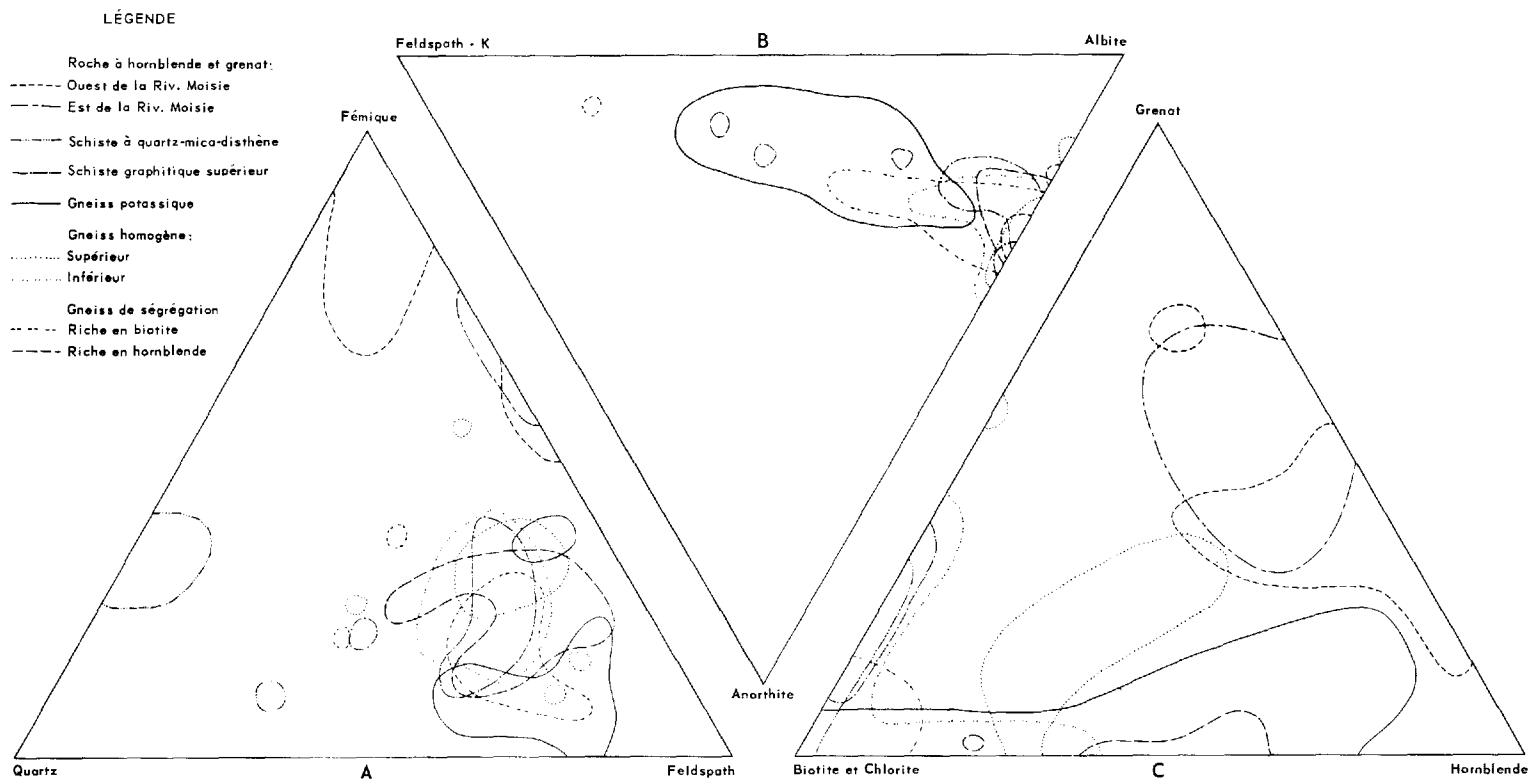 LÉGENDE
Roche à hornblende et grenat:
Ouest de la Riv. Moisie
Est de la Riv. Moisie
Schiste à quartz-mica-disthène
Schiste graphitique supérieur
Gneiss potassique
Gneiss homogène:
Supérieur
Inférieur
Gneiss de ségrégation
Riche en biotite
Riche en hornblende
Fémique
Quartz
A
Feldspath
Feldspath - K
B
Albite
Anorthite
Grenat
Biotite et Chlorite
C
Hornblende